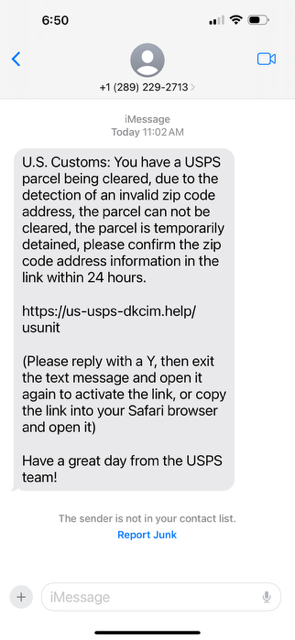 6:50
+1 (289) 229-2713
iMessage
Today 11:02 AM
U.S. Customs: You have a USPS
parcel being cleared, due to the
detection of an invalid zip code
address, the parcel can not be
cleared, the parcel is temporarily
detained, please confirm the zip
code address information in the
link within 24 hours.
https://us-usps-dkcim.help/
usunit
(Please reply with a Y, then exit
the text message and open it
again to activate the link, or copy
the link into your Safari browser
and open it)
Have a great day from the USPS
team!
The sender is not in your contact list.
Report Junk
iMessage